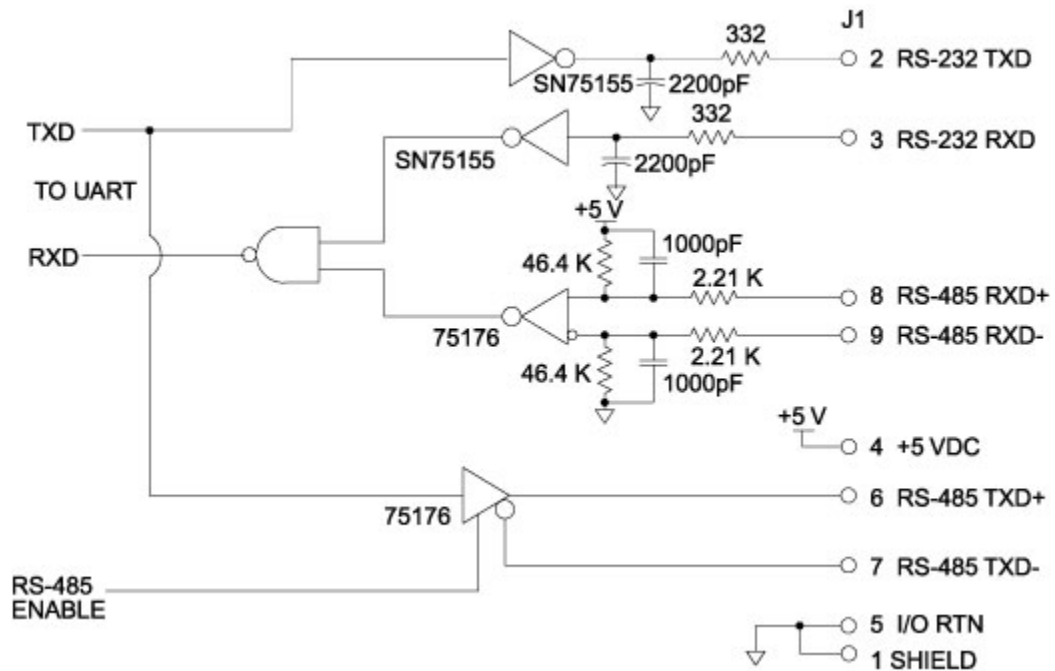 J1
332
2 RS-232 TXD
SN75155
2200pF
TXD
332
3 RS-232 RXD
SN75155
2200pF
TO UART
+5 V
1000pF
RXD
46.4 K
2.21 K
8 RS-485 RXD+
75176
9 RS-485 RXD-
2.21 K
46.4 K
1000pF
+5 V
4 +5 VDC
75176
6 RS-485 TXD+
7 RS-485 TXD-
RS-485
ENABLE
5 I/O RTN
1 SHIELD